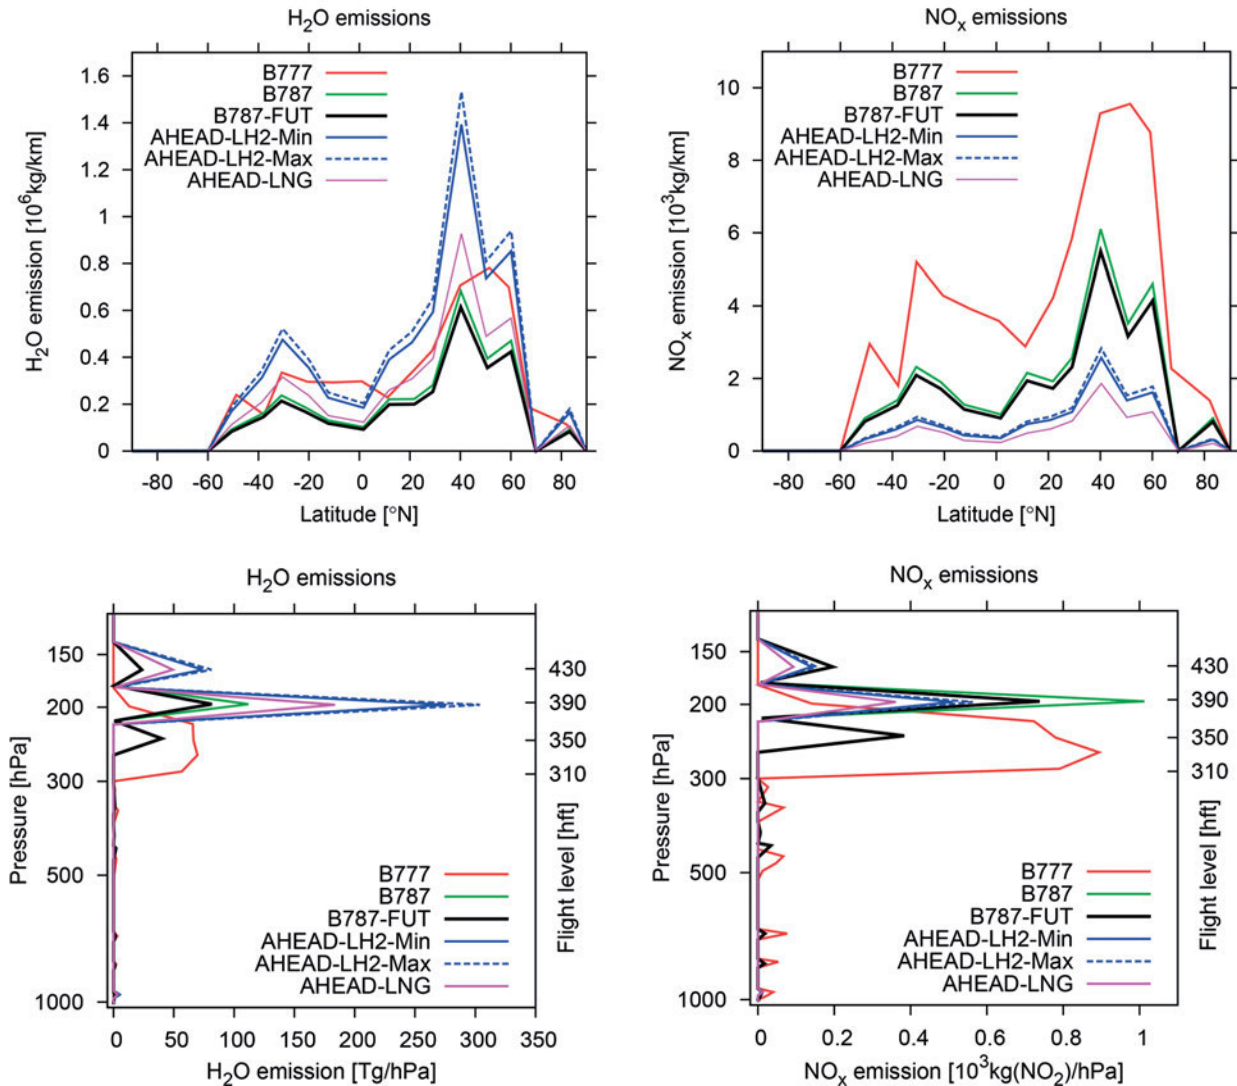 H2O emissions
1.6
1.4
1.2
1
0.8
0.6
0.4
0.2
0
H2O emission [10^6kg/km]
B777
B787
B787-FUT
AHEAD-LH2-Min
AHEAD-LH2-Max
AHEAD-LNG
-80 -60 -40 -20 0 20 40 60 80
Latitude [°N]
NOx emissions
10
8
6
4
2
0
NOx emission [10^3kg/km]
B777
B787
B787-FUT
AHEAD-LH2-Min
AHEAD-LH2-Max
AHEAD-LNG
-80 -60 -40 -20 0 20 40 60 80
Latitude [°N]
H2O emissions
150
200
300
500
1000
Pressure [hPa]
430
390
350
310
Flight level [hft]
B777
B787
B787-FUT
AHEAD-LH2-Min
AHEAD-LH2-Max
AHEAD-LNG
0 50 100 150 200 250 300 350
H2O emission [Tg/hPa]
NOx emissions
150
200
300
500
1000
Pressure [hPa]
430
390
350
310
Flight level [hft]
B777
B787
B787-FUT
AHEAD-LH2-Min
AHEAD-LH2-Max
AHEAD-LNG
0 0.2 0.4 0.6 0.8 1
NOx emission [10^3kg(NO2)/hPa]